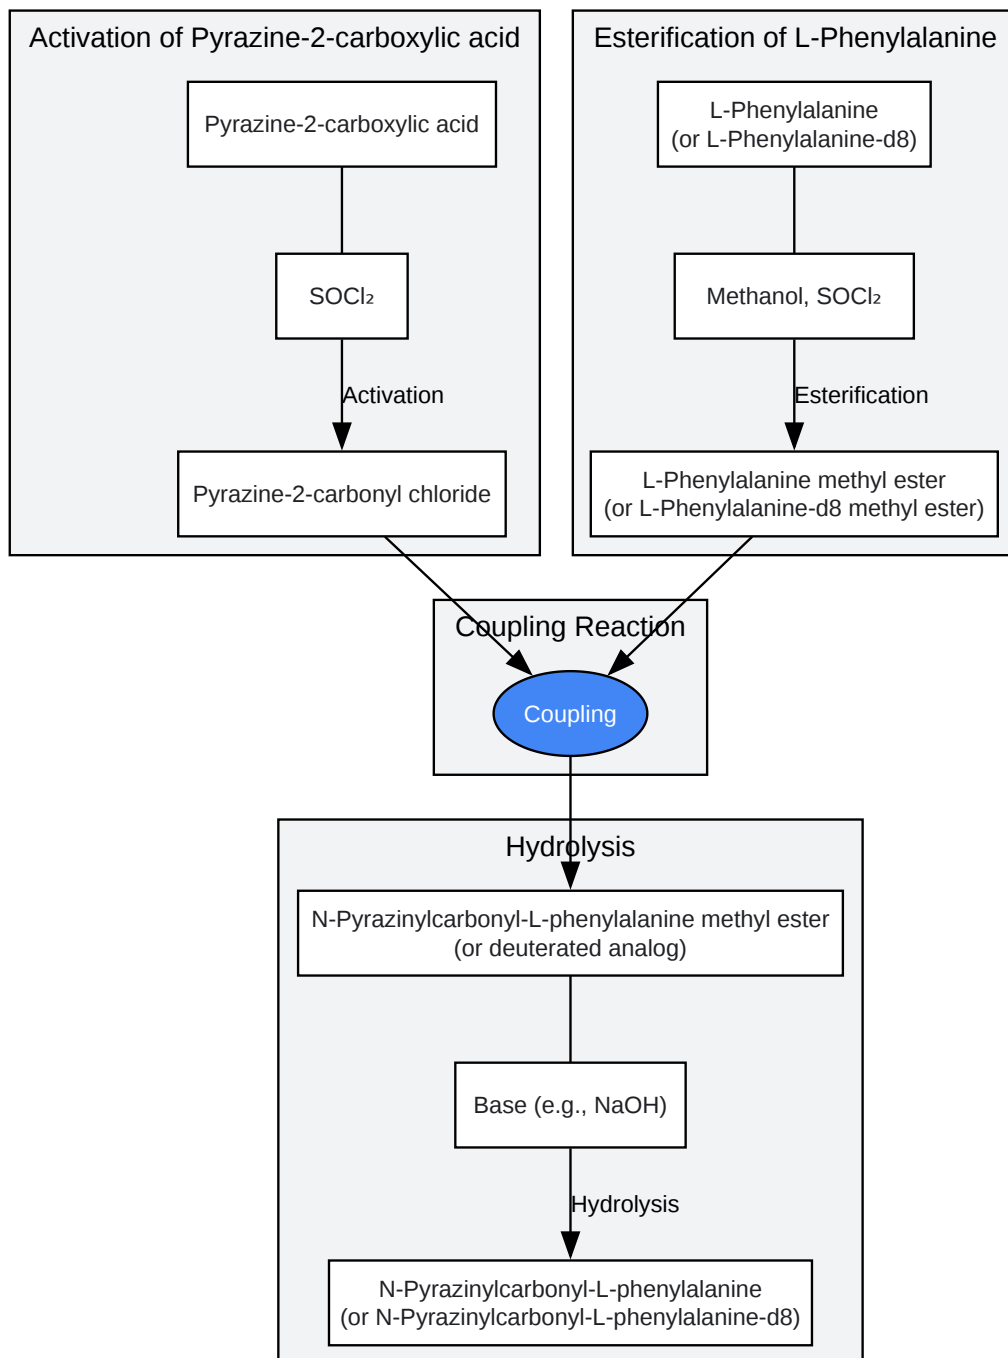 Activation of Pyrazine-2-carboxylic acid
Pyrazine-2-carboxylic acid
SOCl₂
Activation
Pyrazine-2-carbonyl chloride
Esterification of L-Phenylalanine
L-Phenylalanine
(or L-Phenylalanine-d8)
Methanol, SOCl₂
Esterification
L-Phenylalanine methyl ester
(or L-Phenylalanine-d8 methyl ester)
Coupling Reaction
Coupling
Hydrolysis
N-Pyrazinylcarbonyl-L-phenylalanine methyl ester
(or deuterated analog)
Base (e.g., NaOH)
Hydrolysis
N-Pyrazinylcarbonyl-L-phenylalanine
(or N-Pyrazinylcarbonyl-L-phenylalanine-d8)